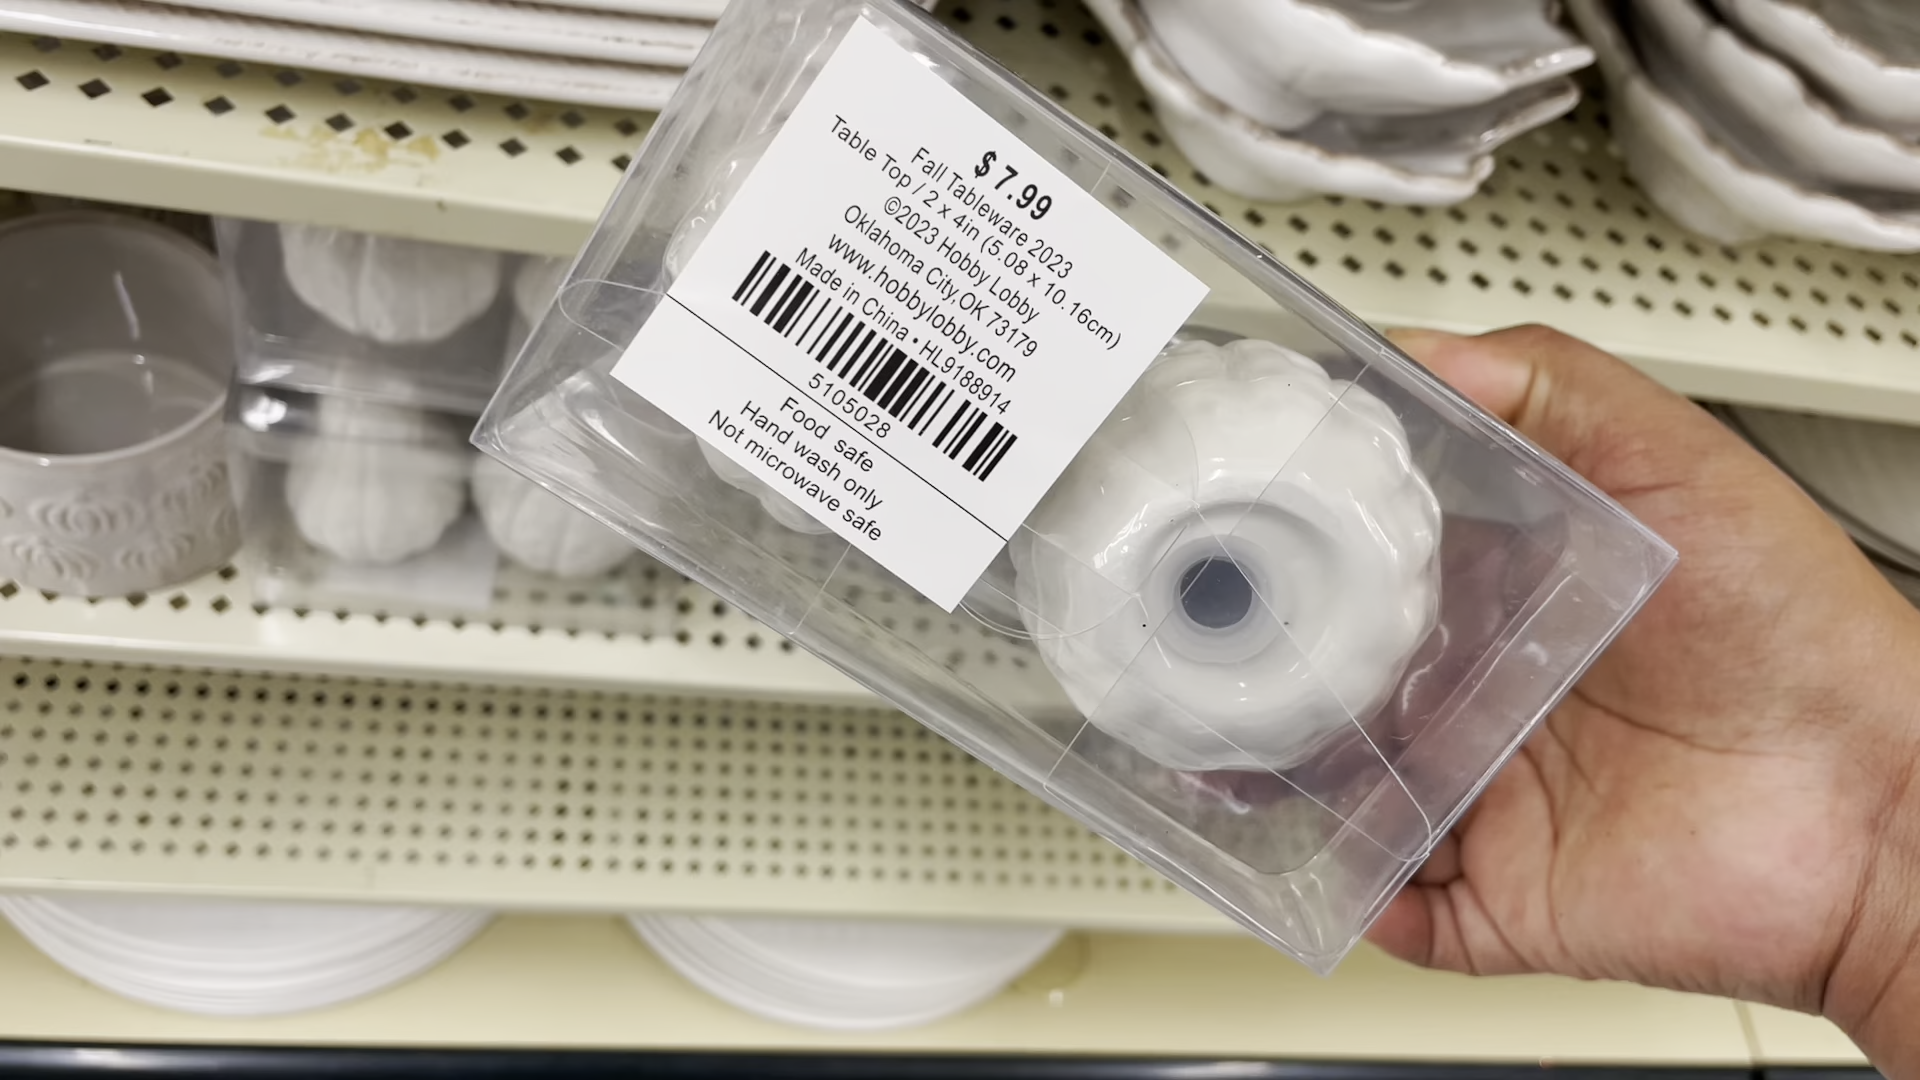 $ 7.99
Fall Tableware 2023
Table Top / 2 x 4in (5.08 x 10.16cm)
©2023 Hobby Lobby
Oklahoma City,OK 73179
www.hobbylobby.com
Made in China • HL9188914
5105028
Food safe
Hand wash only
Not microwave safe